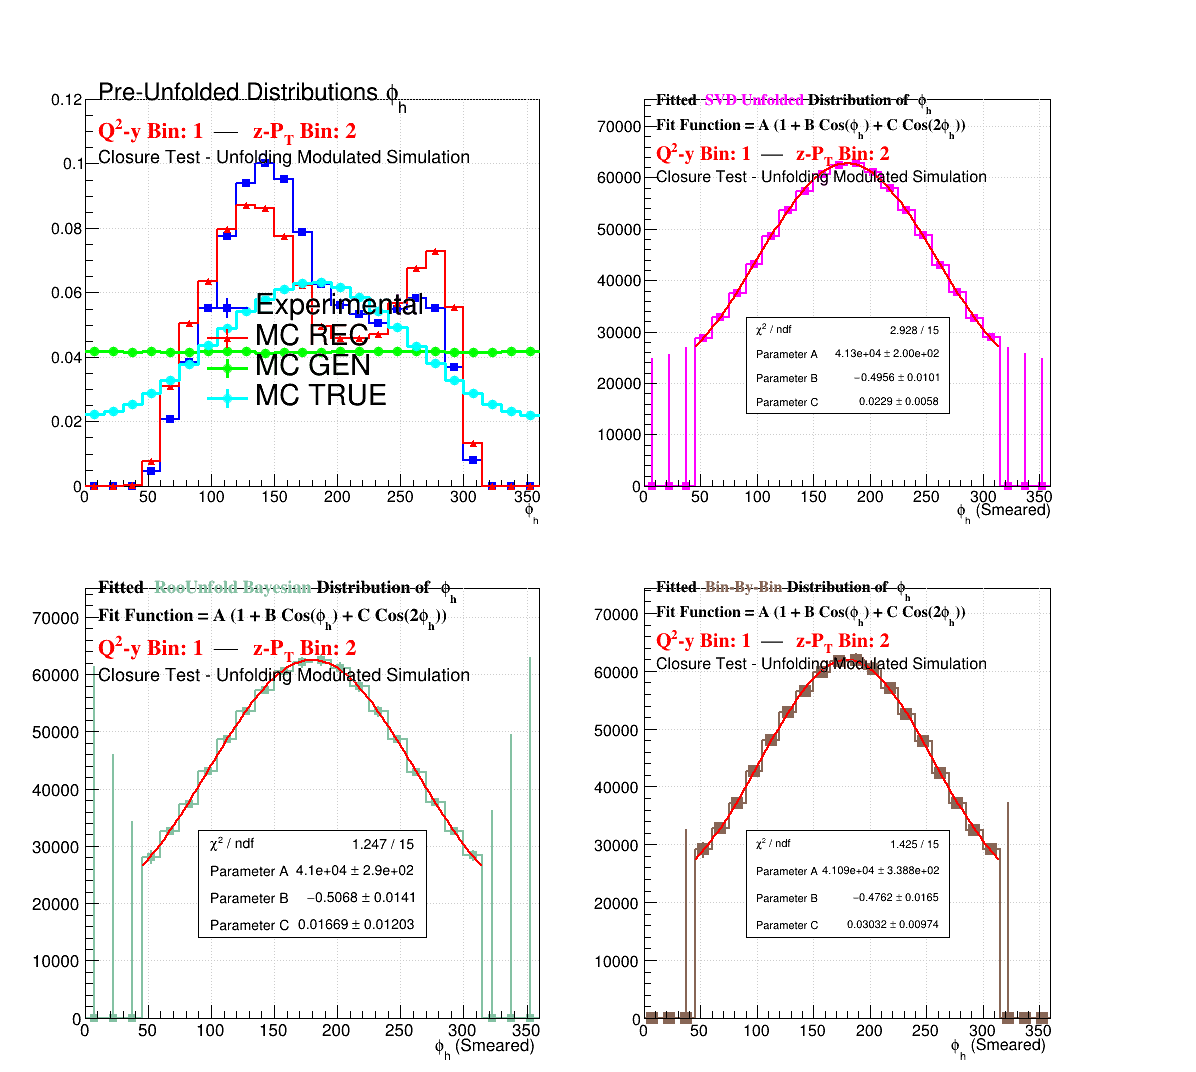 Pre-Unfolded Distributions ϕh
Q2-y Bin: 1 — z-PT Bin: 2
Closure Test - Unfolding Modulated Simulation
0.12
0.1
0.08
0.06
0.04
0.02
0
Experimental
MC REC
MC GEN
MC TRUE
0 50 100 150 200 250 300 350
ϕh
Fitted SVD Unfolded Distribution of ϕh
Fit Function = A (1 + B Cos(ϕh) + C Cos(2ϕh))
Q2-y Bin: 1 — z-PT Bin: 2
Closure Test - Unfolding Modulated Simulation
70000
60000
50000
40000
30000
20000
10000
0
χ2 / ndf 2.928 / 15
Parameter A 4.13e+04 ± 2.00e+02
Parameter B −0.4956 ± 0.0101
Parameter C 0.0229 ± 0.0058
0 50 100 150 200 250 300 350
ϕh (Smeared)
Fitted RooUnfold Bayesian Distribution of ϕh
Fit Function = A (1 + B Cos(ϕh) + C Cos(2ϕh))
Q2-y Bin: 1 — z-PT Bin: 2
Closure Test - Unfolding Modulated Simulation
70000
60000
50000
40000
30000
20000
10000
0
χ2 / ndf 1.247 / 15
Parameter A 4.1e+04 ± 2.9e+02
Parameter B −0.5068 ± 0.0141
Parameter C 0.01669 ± 0.01203
0 50 100 150 200 250 300 350
ϕh (Smeared)
Fitted Bin-By-Bin Distribution of ϕh
Fit Function = A (1 + B Cos(ϕh) + C Cos(2ϕh))
Q2-y Bin: 1 — z-PT Bin: 2
Closure Test - Unfolding Modulated Simulation
70000
60000
50000
40000
30000
20000
10000
0
χ2 / ndf 1.425 / 15
Parameter A 4.109e+04 ± 3.388e+02
Parameter B −0.4762 ± 0.0165
Parameter C 0.03032 ± 0.00974
0 50 100 150 200 250 300 350
ϕh (Smeared)